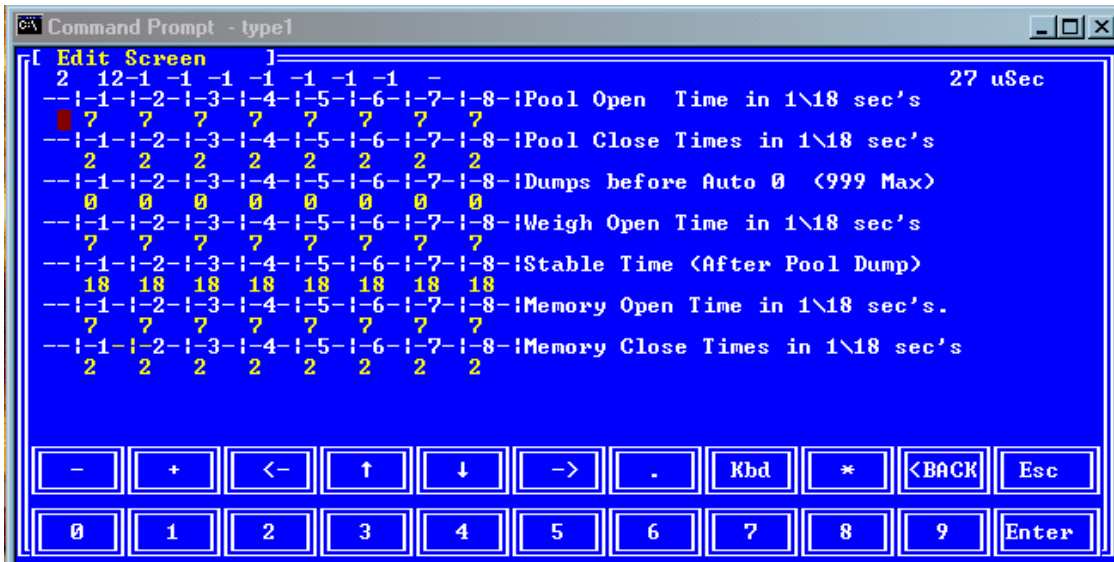 Command Prompt - type1
[ Edit Screen ]
2 12-1 -1 -1 -1 -1 -1 -1 - 27 uSec
--¦-1-¦-2-¦-3-¦-4-¦-5-¦-6-¦-7-¦-8-¦Pool Open Time in 1\18 sec's
7 7 7 7 7 7 7 7
--¦-1-¦-2-¦-3-¦-4-¦-5-¦-6-¦-7-¦-8-¦Pool Close Times in 1\18 sec's
2 2 2 2 2 2 2 2
--¦-1-¦-2-¦-3-¦-4-¦-5-¦-6-¦-7-¦-8-¦Dumps before Auto 0 (999 Max)
0 0 0 0 0 0 0 0
--¦-1-¦-2-¦-3-¦-4-¦-5-¦-6-¦-7-¦-8-¦Weigh Open Time in 1\18 sec's
7 7 7 7 7 7 7 7
--¦-1-¦-2-¦-3-¦-4-¦-5-¦-6-¦-7-¦-8-¦Stable Time (After Pool Dump)
18 18 18 18 18 18 18 18
--¦-1-¦-2-¦-3-¦-4-¦-5-¦-6-¦-7-¦-8-¦Memory Open Time in 1\18 sec's.
7 7 7 7 7 7 7 7
--¦-1-¦-2-¦-3-¦-4-¦-5-¦-6-¦-7-¦-8-¦Memory Close Times in 1\18 sec's
2 2 2 2 2 2 2 2
- + <- ↑ ↓ -> . Kbd * <BACK Esc
0 1 2 3 4 5 6 7 8 9 Enter